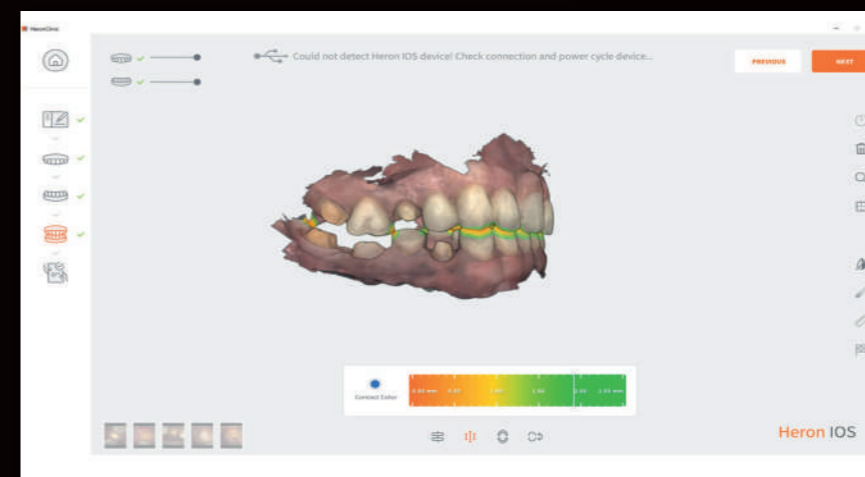 HeronClinic
Could not detect Heron IOS device! Check connection and power cycle device...
PREVIOUS
NEXT
Contact Color
Heron IOS